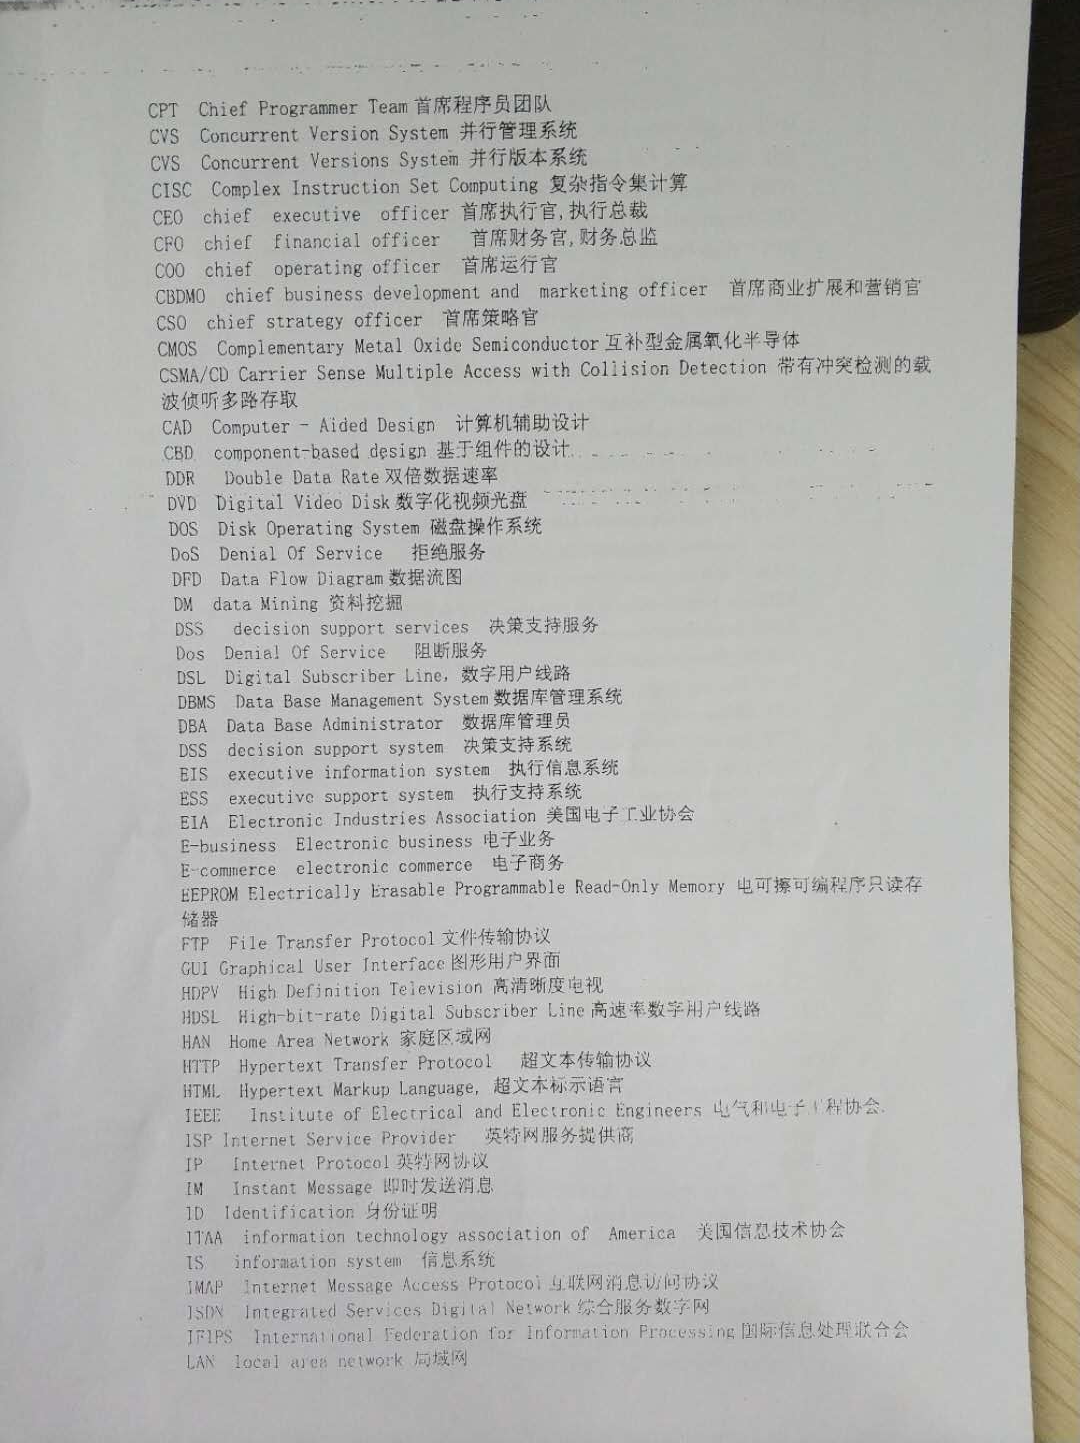 CPT Chief Programmer Team 首席程序员团队
CVS Concurrent Version System 并行管理系统
CVS Concurrent Versions System 并行版本系统
CISC Complex Instruction Set Computing 复杂指令集计算
CEO chief executive officer 首席执行官,执行总裁
CFO chief financial officer 首席财务官,财务总监
COO chief operating officer 首席运行官
CBDMO chief business development and marketing officer 首席商业扩展和营销官
CSO chief strategy officer 首席策略官
CMOS Complementary Metal Oxide Semiconductor 互补型金属氧化半导体
CSMA/CD Carrier Sense Multiple Access with Collision Detection 带有冲突检测的载
波侦听多路存取
CAD Computer - Aided Design 计算机辅助设计
CBD component-based design 基于组件的设计
DDR Double Data Rate 双倍数据速率
DVD Digital Video Disk 数字化视频光盘
DOS Disk Operating System 磁盘操作系统
DoS Denial Of Service 拒绝服务
DFD Data Flow Diagram 数据流图
DM data Mining 资料挖掘
DSS decision support services 决策支持服务
Dos Denial Of Service 阻断服务
DSL Digital Subscriber Line, 数字用户线路
DBMS Data Base Management System 数据库管理系统
DBA Data Base Administrator 数据库管理员
DSS decision support system 决策支持系统
EIS executive information system 执行信息系统
ESS executive support system 执行支持系统
EIA Electronic Industries Association 美国电子工业协会
E-business Electronic business 电子业务
E-commerce electronic commerce 电子商务
EEPROM Electrically Erasable Programmable Read-Only Memory 电可擦可编程序只读存
储器
FTP File Transfer Protocol 文件传输协议
GUI Graphical User Interface 图形用户界面
HDPV High Definition Television 高清晰度电视
HDSL High-bit-rate Digital Subscriber Line 高速率数字用户线路
HAN Home Area Network 家庭区域网
HTTP Hypertext Transfer Protocol 超文本传输协议
HTML Hypertext Markup Language, 超文本标示语言
IEEE Institute of Electrical and Electronic Engineers 电气和电子工程协会.
ISP Internet Service Provider 英特网服务提供商
IP Internet Protocol 英特网协议
IM Instant Message 即时发送消息
ID Identification 身份证明
ITAA information technology association of America 美国信息技术协会
IS information system 信息系统
IMAP Internet Message Access Protocol 互联网消息访问协议
ISDN Integrated Services Digital Network 综合服务数字网
IFIPS International Federation for Information Processing 国际信息处理联合会
LAN local area network 局域网